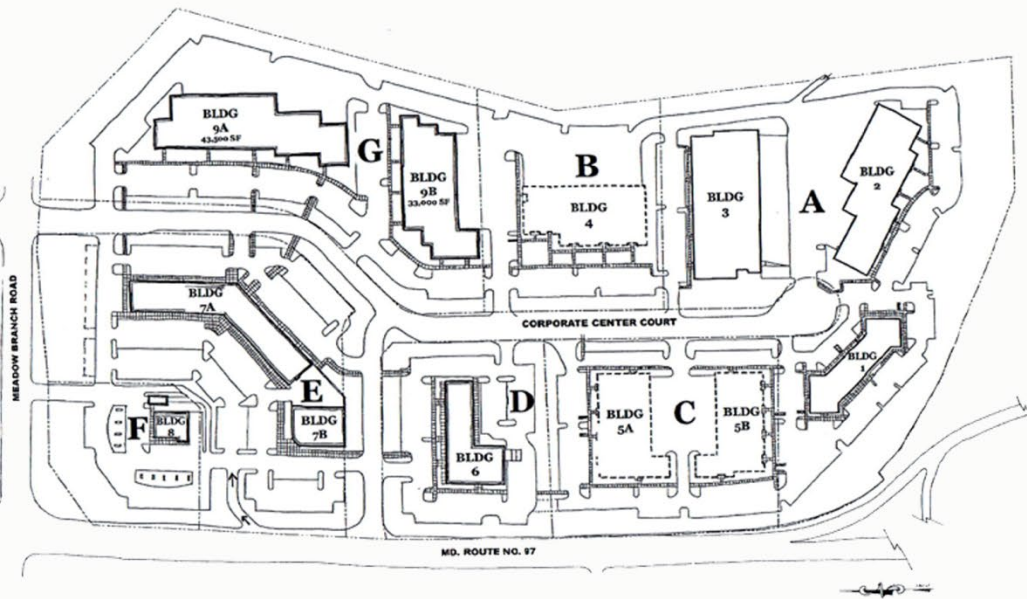 BLDG
9A
43,500 SF
G
BLDG
9B
33,000 SF
B
BLDG
4
BLDG
3
A
BLDG
2
MEADOW BRANCH ROAD
BLDG
7A
CORPORATE CENTER COURT
BLDG
1
E
BLDG
7B
F
BLDG
8
D
BLDG
6
BLDG
5A
C
BLDG
5B
MD. ROUTE NO. 97